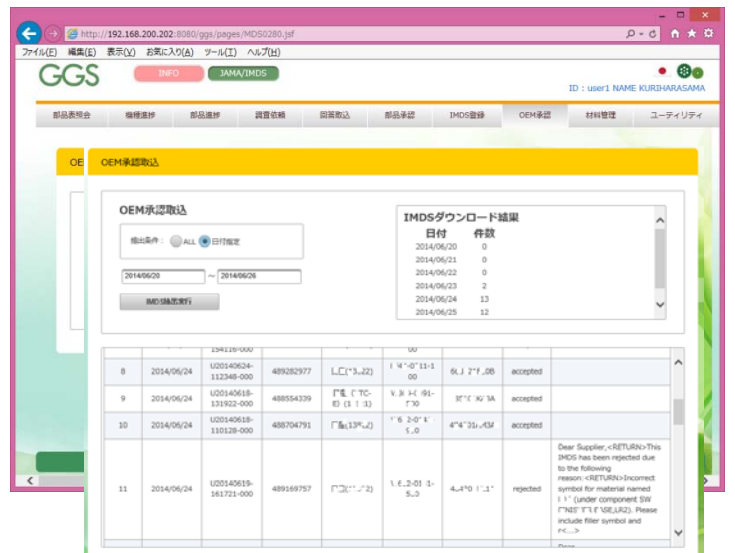 http://192.168.200.202:8080/ggs/pages/MDS0280.jsf
ファイル(F) 編集(E) 表示(V) お気に入り(A) ツール(T) ヘルプ(H)
GGS INFO JAMA/IMDS
ID : user1 NAME KURIHARASAMA
部品表照会 機種進捗 部品進捗 調査依頼 回答取込 部品承認 IMDS登録 OEM承認 材料管理 ユーティリティ
OE OEM承認取込
OEM承認取込
抽出条件： ALL 日付指定
2014/06/20 ～ 2014/06/26
IMDS抽出実行
IMDSダウンロード結果
日付 件数
2014/06/20 0
2014/06/21 0
2014/06/22 0
2014/06/23 2
2014/06/24 13
2014/06/25 12
154116-000 00
8 2014/06/24 U20140624-112348-000 489282977 accepted
9 2014/06/24 U20140618-131922-000 488554339 accepted
10 2014/06/24 U20140618-110128-000 488704791 accepted
11 2014/06/24 U20140619-161721-000 489169757 rejected
Dear Supplier,<RETURN>This
IMDS has been rejected due
to the following
reason:<RETURN>Incorrect
symbol for material named
(under component SW
LR2). Please
include filler symbol and
r<...>
Dear